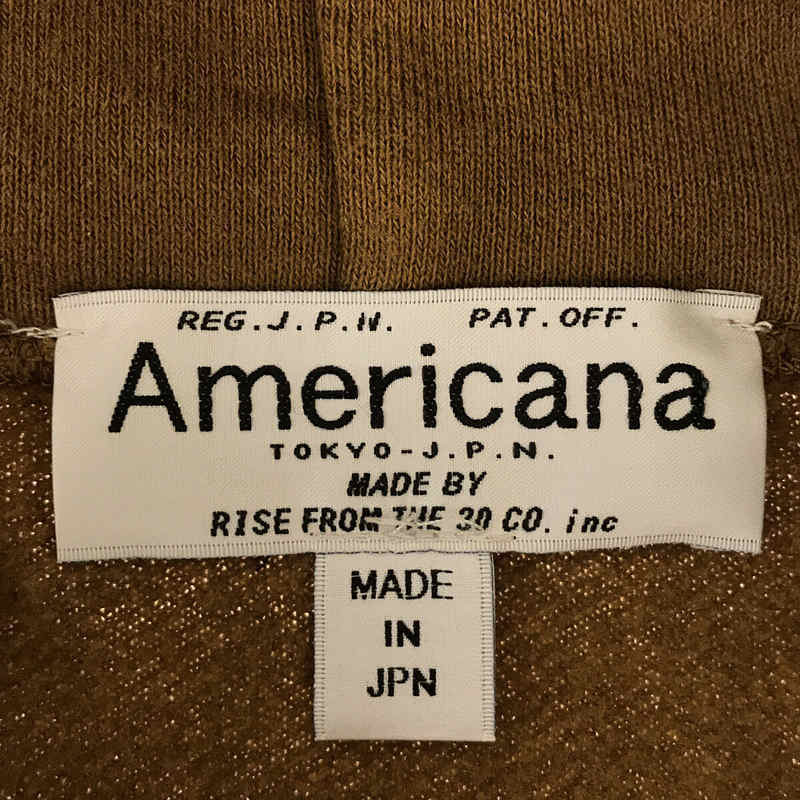 REG.J.P.N. PAT.OFF.
Americana
TOKYO-J.P.N.
MADE BY
RISE FROM THE 30 CO. inc
MADE
IN
JPN